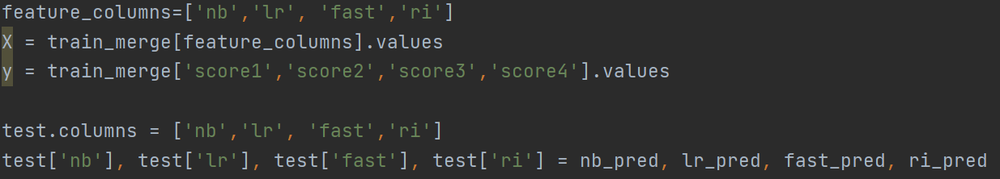 feature_columns=['nb','lr', 'fast','ri']
X = train_merge[feature_columns].values
y = train_merge['score1','score2','score3','score4'].values
test.columns = ['nb','lr', 'fast','ri']
test['nb'], test['lr'], test['fast'], test['ri'] = nb_pred, lr_pred, fast_pred, ri_pred